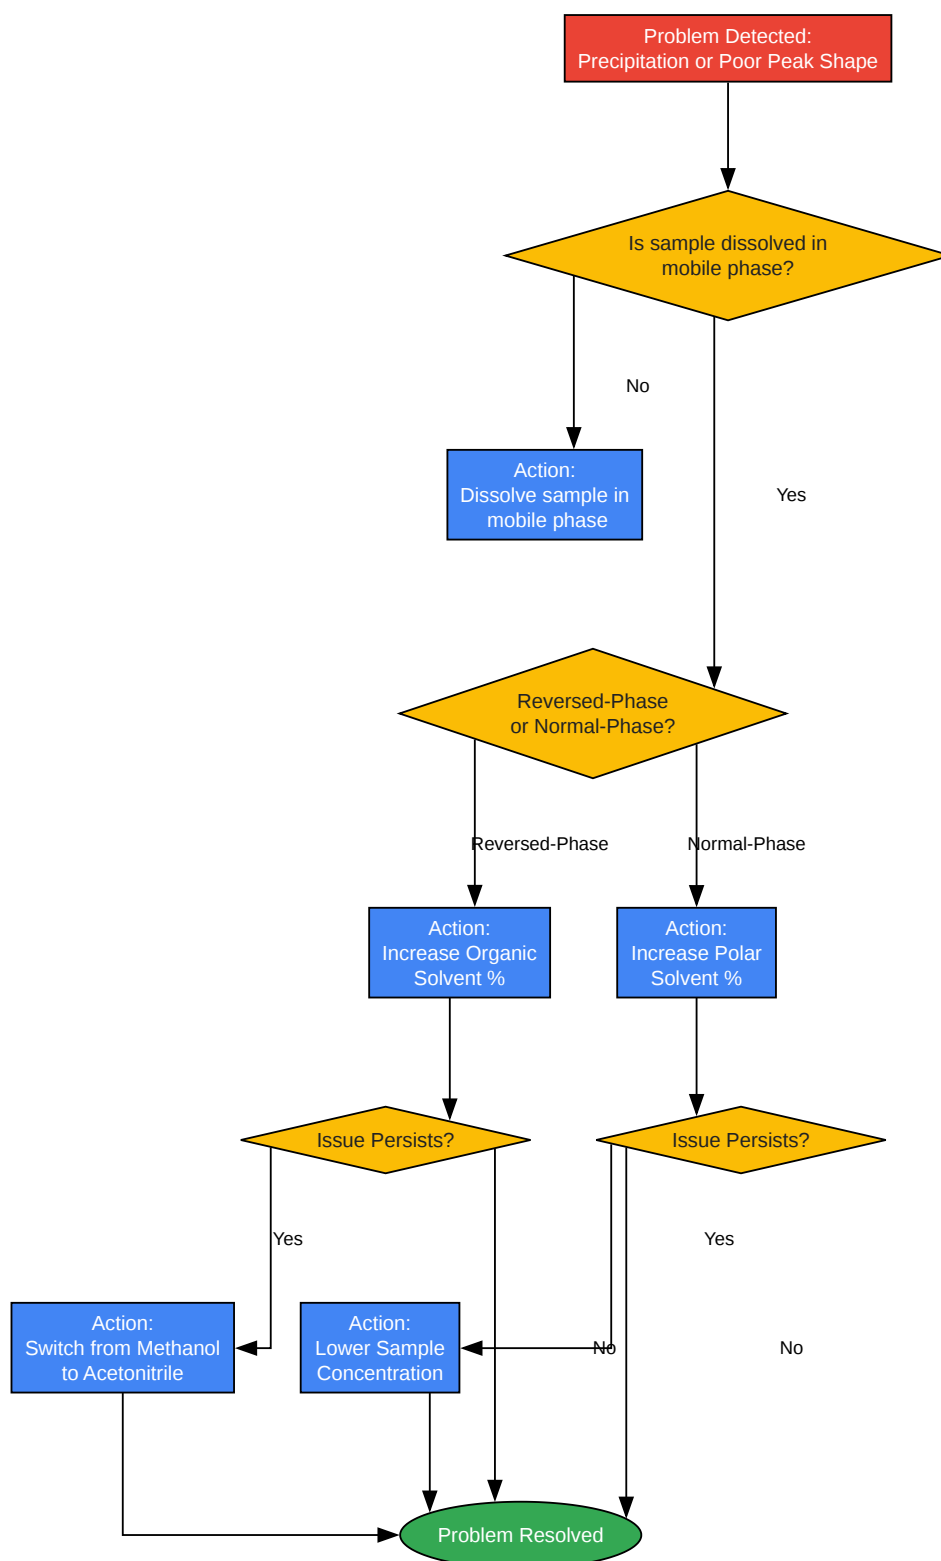 Problem Detected:
Precipitation or Poor Peak Shape
Is sample dissolved in
mobile phase?
No
Action:
Dissolve sample in
mobile phase
Yes
Reversed-Phase
or Normal-Phase?
Reversed-Phase
Normal-Phase
Action:
Increase Organic
Solvent %
Action:
Increase Polar
Solvent %
Issue Persists?
Issue Persists?
Yes
Yes
Action:
Switch from Methanol
to Acetonitrile
Action:
Lower Sample
Concentration
No
No
Problem Resolved